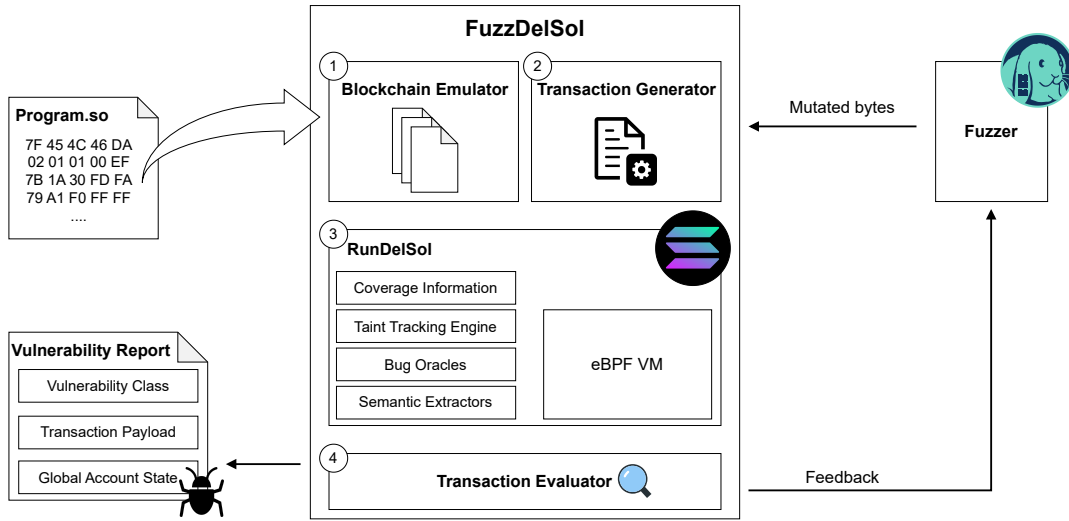 FuzzDelSol
1
Blockchain Emulator
2
Transaction Generator
Program.so
7F 45 4C 46 DA
02 01 01 00 EF
7B 1A 30 FD FA
79 A1 F0 FF FF
....
Mutated bytes
Fuzzer
3
RunDelSol
Coverage Information
Taint Tracking Engine
Bug Oracles
Semantic Extractors
eBPF VM
Vulnerability Report
Vulnerability Class
Transaction Payload
Global Account State
4
Transaction Evaluator
Feedback